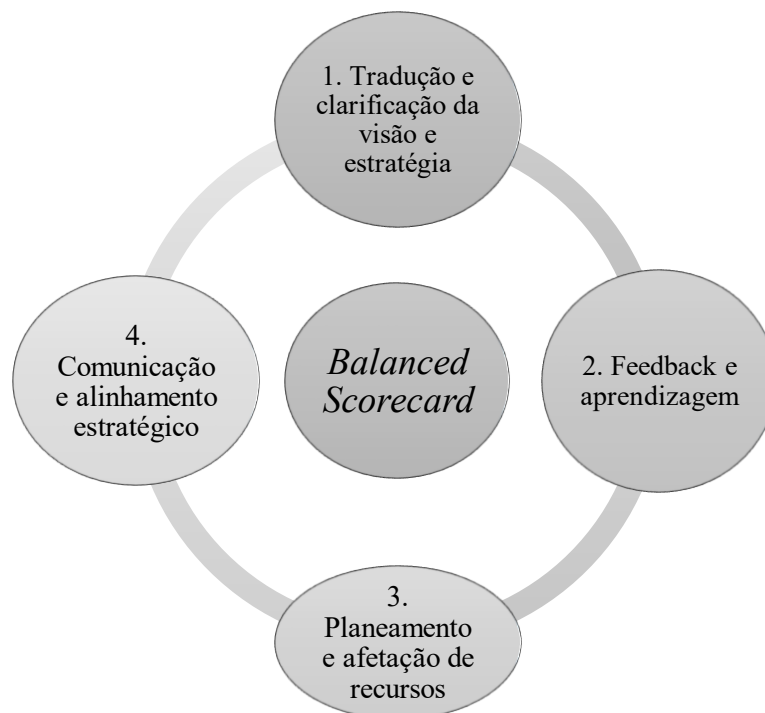 1. Tradução e
clarificação da
visão e
estratégia
4.
Comunicação
e alinhamento
estratégico
Balanced
Scorecard
2. Feedback e
aprendizagem
3.
Planeamento
e afetação de
recursos